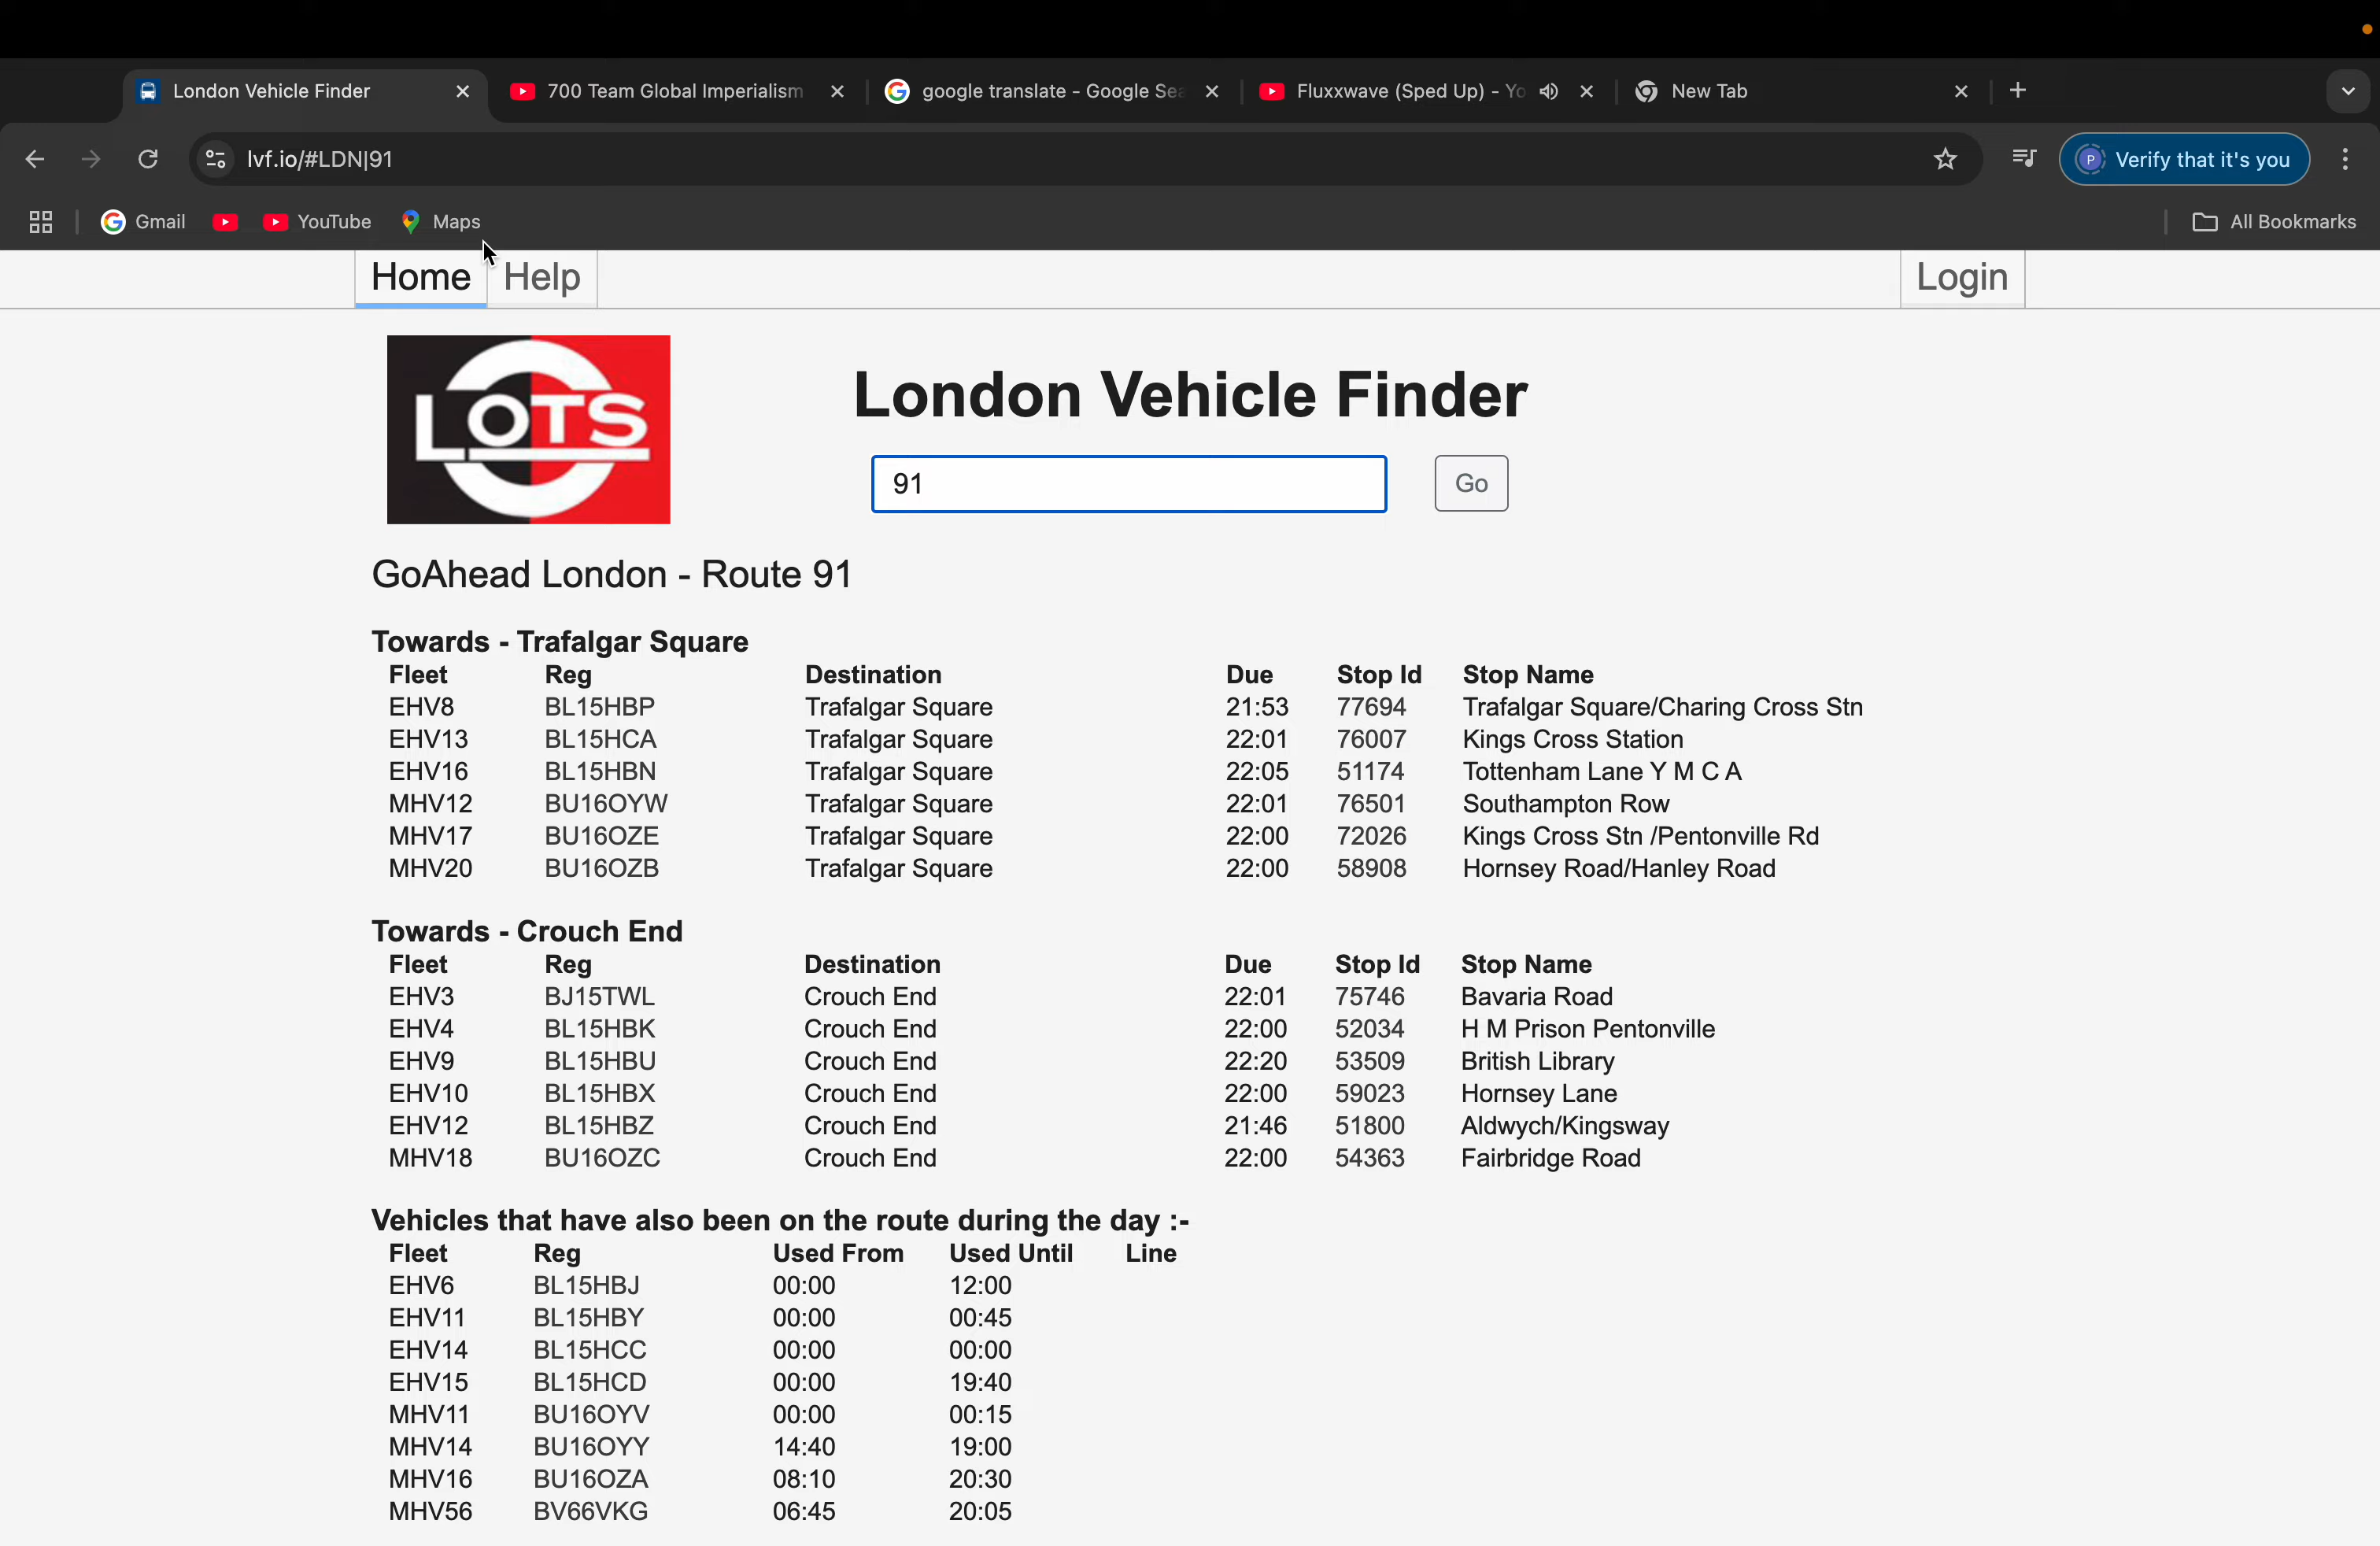 London Vehicle Finder
700 Team Global Imperialism
google translate - Google Sea
Fluxxwave (Sped Up) - Yo
New Tab
lvf.io/#LDN|91
P Verify that it's you
Gmail
YouTube
Maps
All Bookmarks
Home Help Login
LOTS
London Vehicle Finder
91 Go
GoAhead London - Route 91
Towards - Trafalgar Square
Fleet Reg Destination Due Stop Id Stop Name
EHV8 BL15HBP Trafalgar Square 21:53 77694 Trafalgar Square/Charing Cross Stn
EHV13 BL15HCA Trafalgar Square 22:01 76007 Kings Cross Station
EHV16 BL15HBN Trafalgar Square 22:05 51174 Tottenham Lane Y M C A
MHV12 BU16OYW Trafalgar Square 22:01 76501 Southampton Row
MHV17 BU16OZE Trafalgar Square 22:00 72026 Kings Cross Stn /Pentonville Rd
MHV20 BU16OZB Trafalgar Square 22:00 58908 Hornsey Road/Hanley Road
Towards - Crouch End
Fleet Reg Destination Due Stop Id Stop Name
EHV3 BJ15TWL Crouch End 22:01 75746 Bavaria Road
EHV4 BL15HBK Crouch End 22:00 52034 H M Prison Pentonville
EHV9 BL15HBU Crouch End 22:20 53509 British Library
EHV10 BL15HBX Crouch End 22:00 59023 Hornsey Lane
EHV12 BL15HBZ Crouch End 21:46 51800 Aldwych/Kingsway
MHV18 BU16OZC Crouch End 22:00 54363 Fairbridge Road
Vehicles that have also been on the route during the day :-
Fleet Reg Used From Used Until Line
EHV6 BL15HBJ 00:00 12:00
EHV11 BL15HBY 00:00 00:45
EHV14 BL15HCC 00:00 00:00
EHV15 BL15HCD 00:00 19:40
MHV11 BU16OYV 00:00 00:15
MHV14 BU16OYY 14:40 19:00
MHV16 BU16OZA 08:10 20:30
MHV56 BV66VKG 06:45 20:05